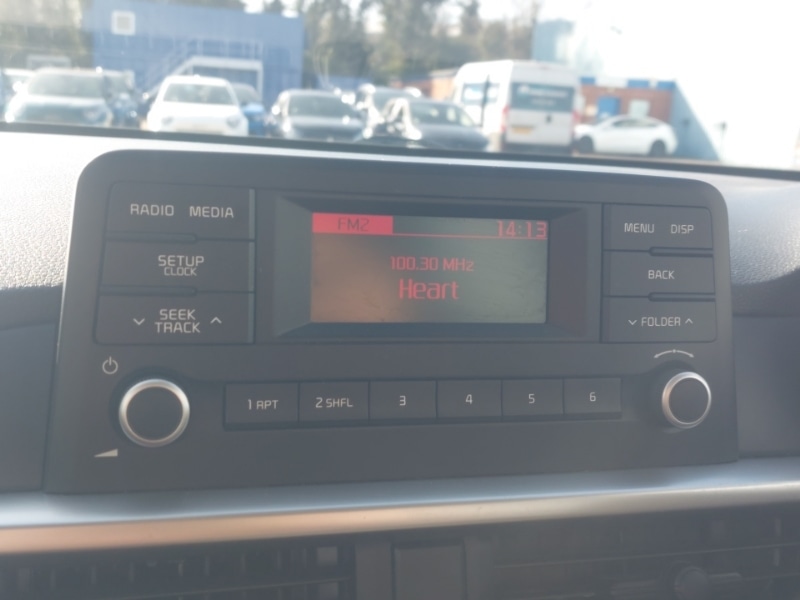 RADIO MEDIA
SETUP
CLOCK
SEEK
TRACK
FM2 14:13
100.30 MHz
Heart
MENU DISP
BACK
FOLDER
1 RPT 2 SHFL 3 4 5 6